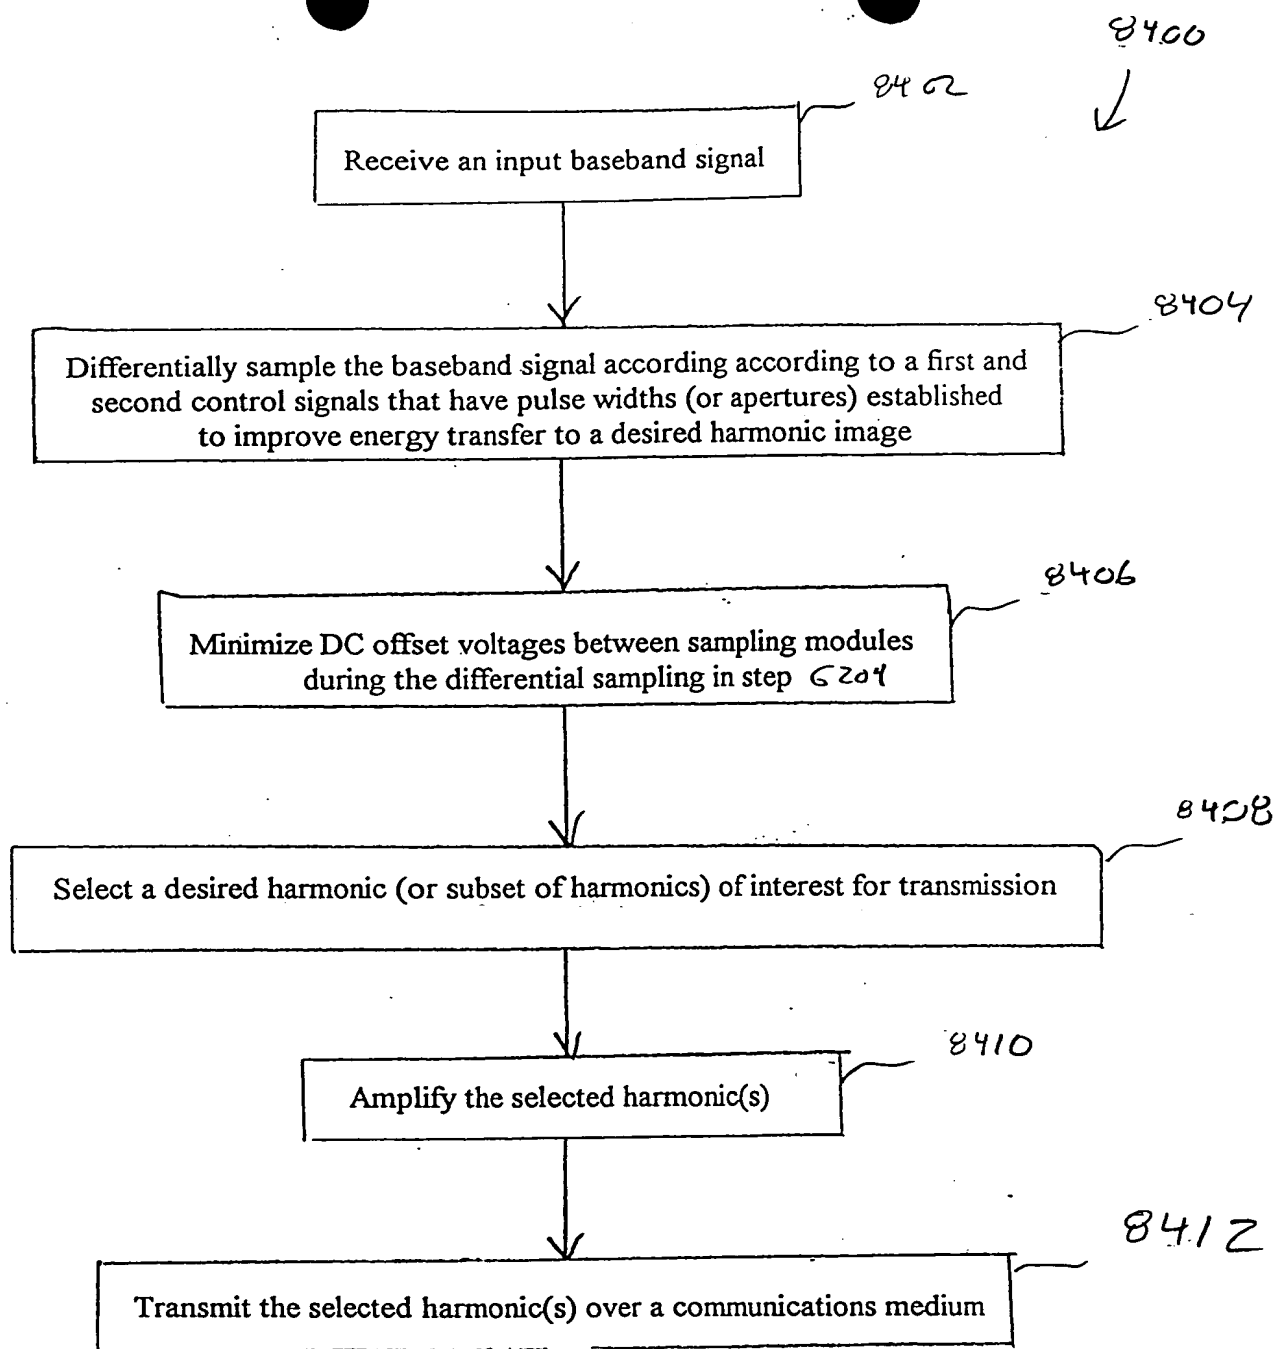 8400
8402
Receive an input baseband signal
8404
Differentially sample the baseband signal according according to a first and
second control signals that have pulse widths (or apertures) established
to improve energy transfer to a desired harmonic image
8406
Minimize DC offset voltages between sampling modules
during the differential sampling in step 6204
8408
Select a desired harmonic (or subset of harmonics) of interest for transmission
8410
Amplify the selected harmonic(s)
8412
Transmit the selected harmonic(s) over a communications medium